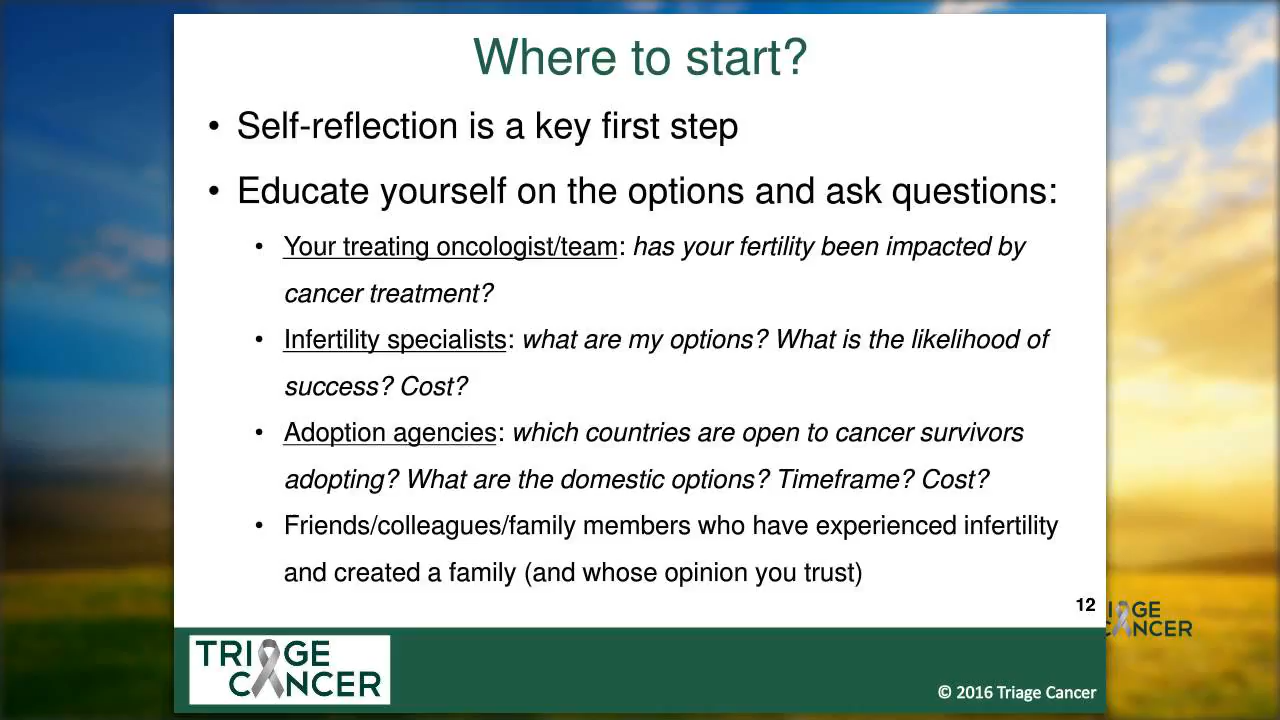 Where to start?
• Self-reflection is a key first step
• Educate yourself on the options and ask questions:
• Your treating oncologist/team: has your fertility been impacted by
cancer treatment?
• Infertility specialists: what are my options? What is the likelihood of
success? Cost?
• Adoption agencies: which countries are open to cancer survivors
adopting? What are the domestic options? Timeframe? Cost?
• Friends/colleagues/family members who have experienced infertility
and created a family (and whose opinion you trust)
12
TRIAGE
CANCER
© 2016 Triage Cancer
IAGE
CANCER